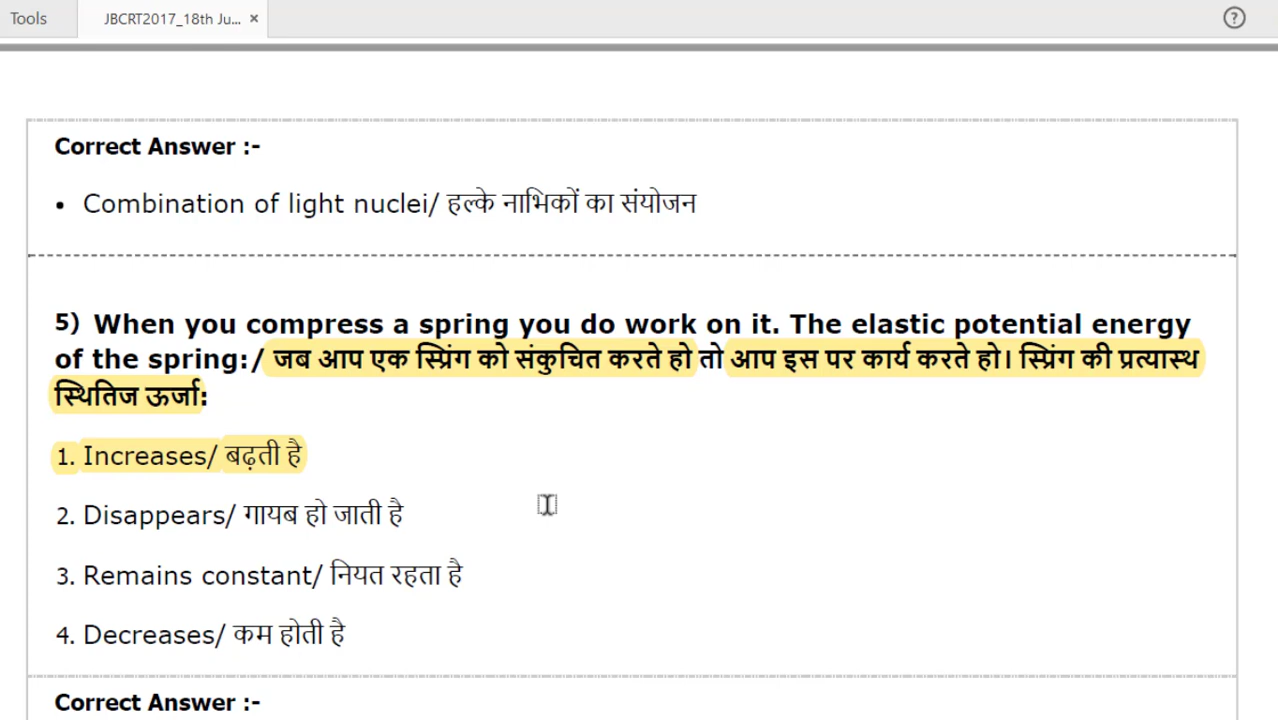 Tools
JBCRT2017_18th Ju... ×
?
Correct Answer :-
• Combination of light nuclei/ हल्के नाभिकों का संयोजन
5) When you compress a spring you do work on it. The elastic potential energy
of the spring:/ जब आप एक स्प्रिंग को संकुचित करते हो तो आप इस पर कार्य करते हो। स्प्रिंग की प्रत्यास्थ
स्थितिज ऊर्जा:
1. Increases/ बढ़ती है
2. Disappears/ गायब हो जाती है
3. Remains constant/ नियत रहता है
4. Decreases/ कम होती है
Correct Answer :-